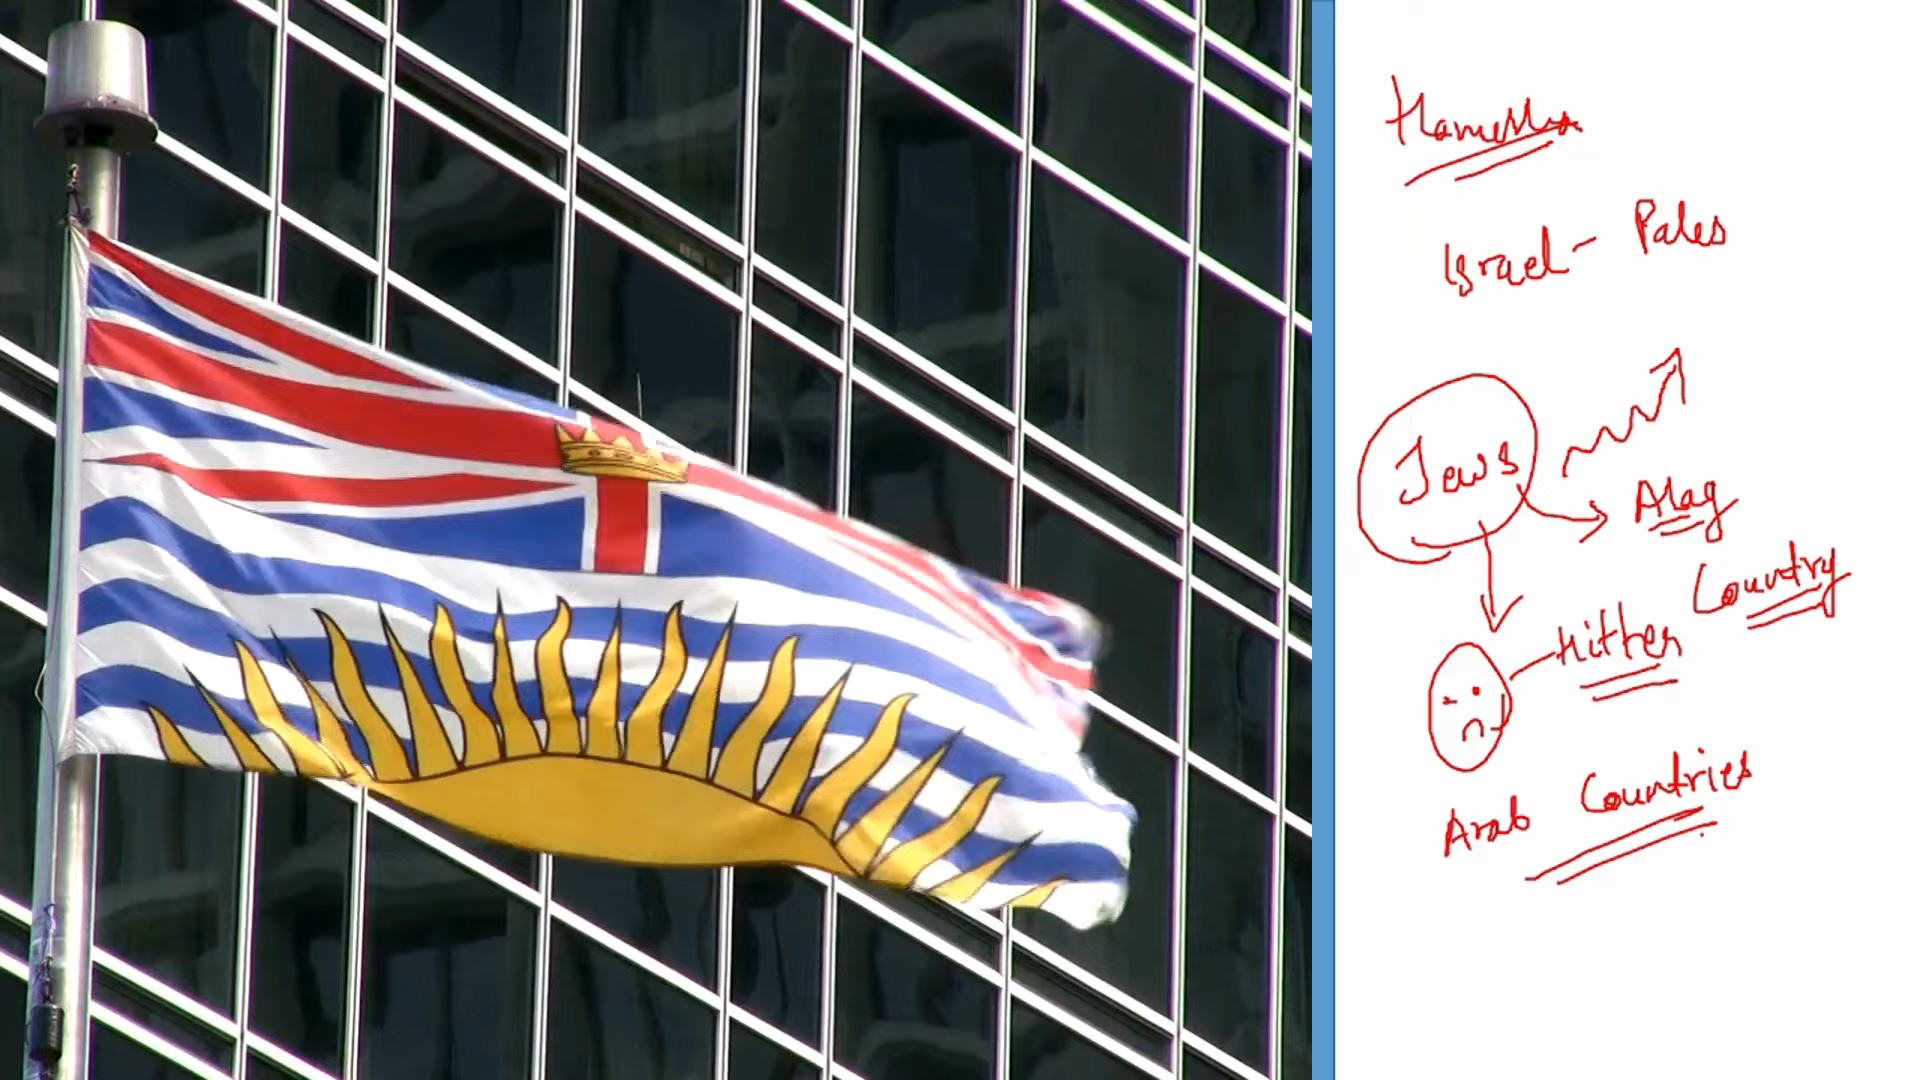 Hamesha
Israel - Pales
Jews
Alag
Country
Hitler
Arab Countries